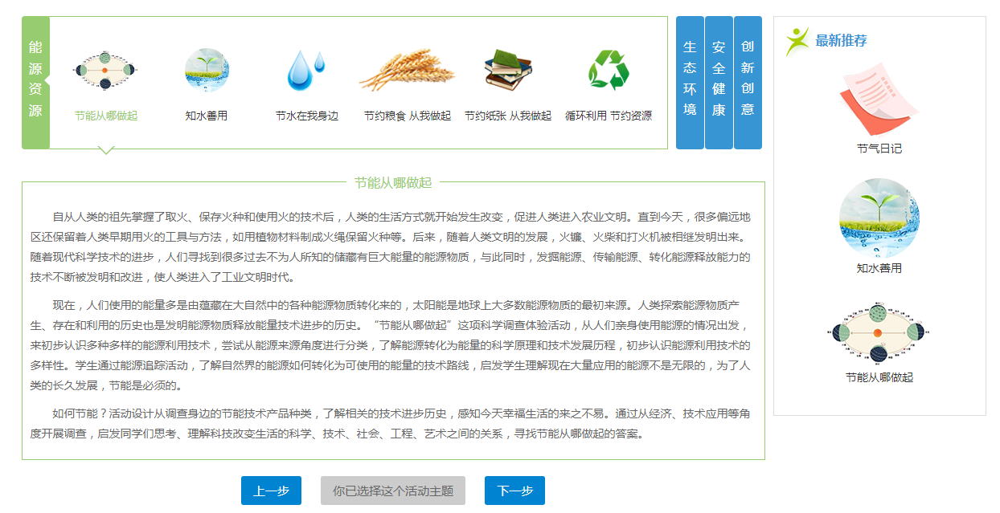 能源资源
节能从哪做起
知水善用
节水在我身边
节约粮食 从我做起
节约纸张 从我做起
循环利用 节约资源
生态环境
安全健康
创新创意
最新推荐
节气日记
知水善用
节能从哪做起
节能从哪做起
自从人类的祖先掌握了取火、保存火种和使用火的技术后，人类的生活方式就开始发生改变，促进人类进入农业文明。直到今天，很多偏远地
区还保留着人类早期用火的工具与方法，如用植物材料制成火绳保留火种等。后来，随着人类文明的发展，火镰、火柴和打火机被相继发明出来。
随着现代科学技术的进步，人们寻找到很多过去不为人所知的储藏有巨大能量的能源物质，与此同时，发掘能源、传输能源、转化能源释放能力的
技术不断被发明和改进，使人类进入了工业文明时代。
现在，人们使用的能量多是由蕴藏在大自然中的各种能源物质转化来的，太阳能是地球上大多数能源物质的最初来源。人类探索能源物质产
生、存在和利用的历史也是发明能源物质释放能量技术进步的历史。“节能从哪做起”这项科学调查体验活动，从人们亲身使用能源的情况出发，
来初步认识多种多样的能源利用技术，尝试从能源来源角度进行分类，了解能源转化为能量的科学原理和技术发展历程，初步认识能源利用技术的
多样性。学生通过能源追踪活动，了解自然界的能源如何转化为可使用的能量的技术路线，启发学生理解现在大量应用的能源不是无限的，为了人
类的长久发展，节能是必须的。
如何节能？活动设计从调查身边的节能技术产品种类，了解相关的技术进步历史，感知今天幸福生活的来之不易。通过从经济、技术应用等角
度开展调查，启发同学们思考、理解科技改变生活的科学、技术、社会、工程、艺术之间的关系，寻找节能从哪做起的答案。
上一步
你已选择这个活动主题
下一步